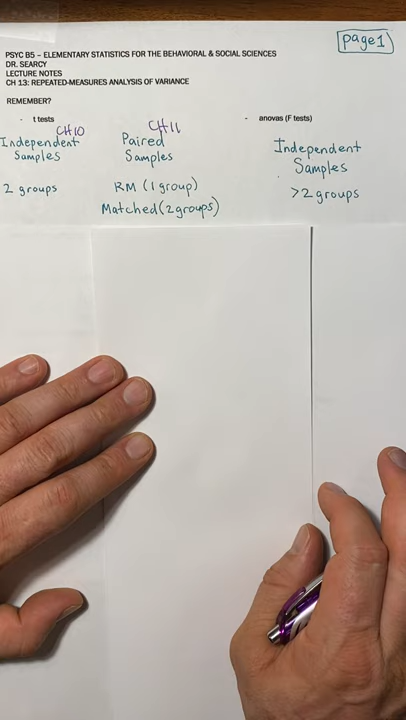 page 1
PSYC B5 – ELEMENTARY STATISTICS FOR THE BEHAVIORAL & SOCIAL SCIENCES
DR. SEARCY
LECTURE NOTES
CH 13: REPEATED-MEASURES ANALYSIS OF VARIANCE
REMEMBER?
- t tests
CH10
Independent
Samples
2 groups
CH11
Paired
Samples
RM (1 group)
Matched (2 groups)
- anovas (F tests)
Independent
Samples
>2 groups